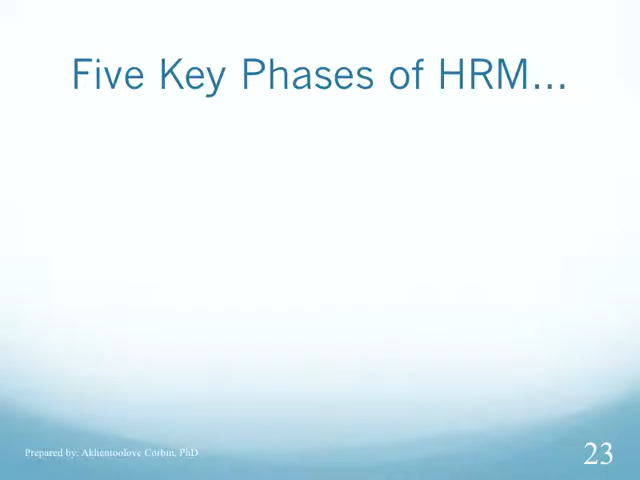 Five Key Phases of HRM...
Prepared by: Akhentoolove Corbin, PhD
23